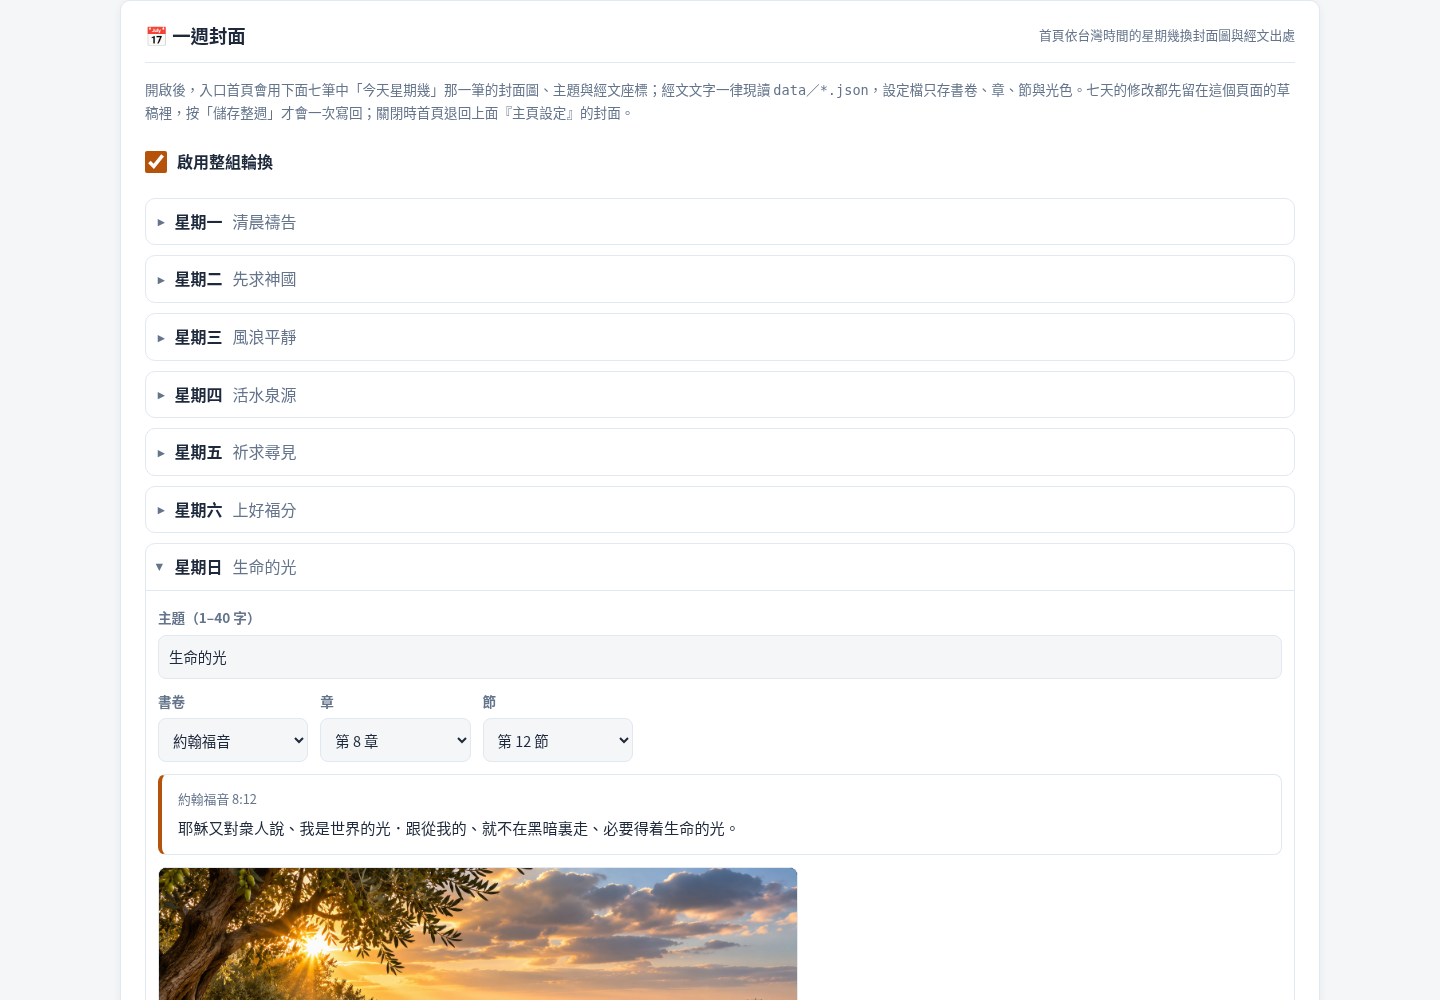 📅 一週封面
首頁依台灣時間的星期幾換封面圖與經文出處
開啟後，入口首頁會用下面七筆中「今天星期幾」那一筆的封面圖、主題與經文座標；經文文字一律現讀 data／*.json，設定檔只存書卷、章、節與光色。七天的修改都先留在這個頁面的草
稿裡，按「儲存整週」才會一次寫回；關閉時首頁退回上面『主頁設定』的封面。
啟用整組輪換
▸ 星期一 清晨禱告
▸ 星期二 先求神國
▸ 星期三 風浪平靜
▸ 星期四 活水泉源
▸ 星期五 祈求尋見
▸ 星期六 上好福分
▾ 星期日 生命的光
主題（1–40 字）
生命的光
書卷 章 節
約翰福音 第 8 章 第 12 節
約翰福音 8:12
耶穌又對衆人說、我是世界的光．跟從我的、就不在黑暗裏走、必要得着生命的光。